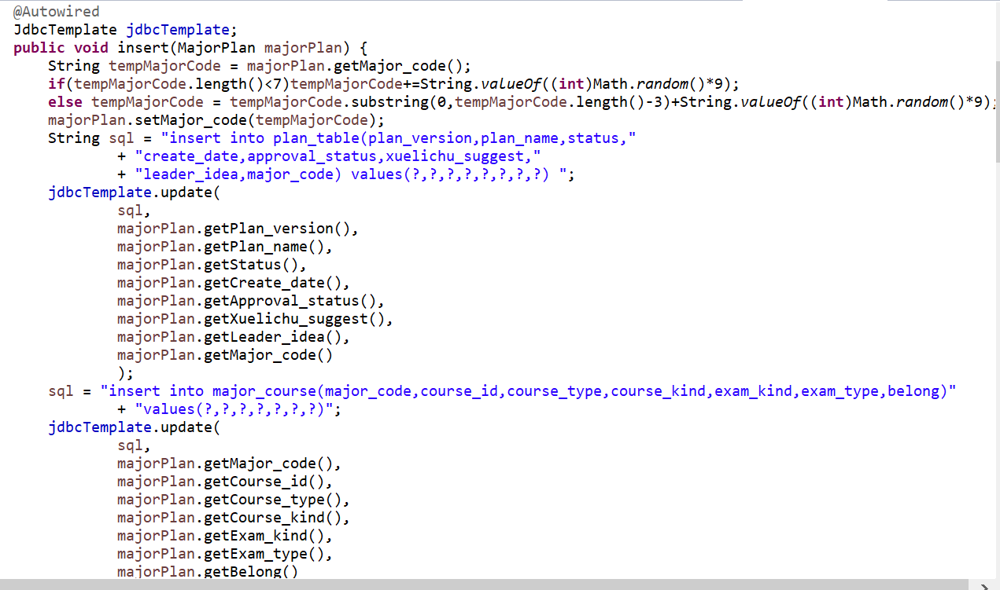 @Autowired
JdbcTemplate jdbcTemplate;
public void insert(MajorPlan majorPlan) {
    String tempMajorCode = majorPlan.getMajor_code();
    if(tempMajorCode.length()<7)tempMajorCode+=String.valueOf((int)Math.random()*9);
    else tempMajorCode = tempMajorCode.substring(0,tempMajorCode.length()-3)+String.valueOf((int)Math.random()*9);
    majorPlan.setMajor_code(tempMajorCode);
    String sql = "insert into plan_table(plan_version,plan_name,status,"
            + "create_date,approval_status,xuelichu_suggest,"
            + "leader_idea,major_code) values(?,?,?,?,?,?,?,?) ";
    jdbcTemplate.update(
            sql,
            majorPlan.getPlan_version(),
            majorPlan.getPlan_name(),
            majorPlan.getStatus(),
            majorPlan.getCreate_date(),
            majorPlan.getApproval_status(),
            majorPlan.getXuelichu_suggest(),
            majorPlan.getLeader_idea(),
            majorPlan.getMajor_code()
            );
    sql = "insert into major_course(major_code,course_id,course_type,course_kind,exam_kind,exam_type,belong)"
            + "values(?,?,?,?,?,?,?)";
    jdbcTemplate.update(
            sql,
            majorPlan.getMajor_code(),
            majorPlan.getCourse_id(),
            majorPlan.getCourse_type(),
            majorPlan.getCourse_kind(),
            majorPlan.getExam_kind(),
            majorPlan.getExam_type(),
            majorPlan.getBelong()